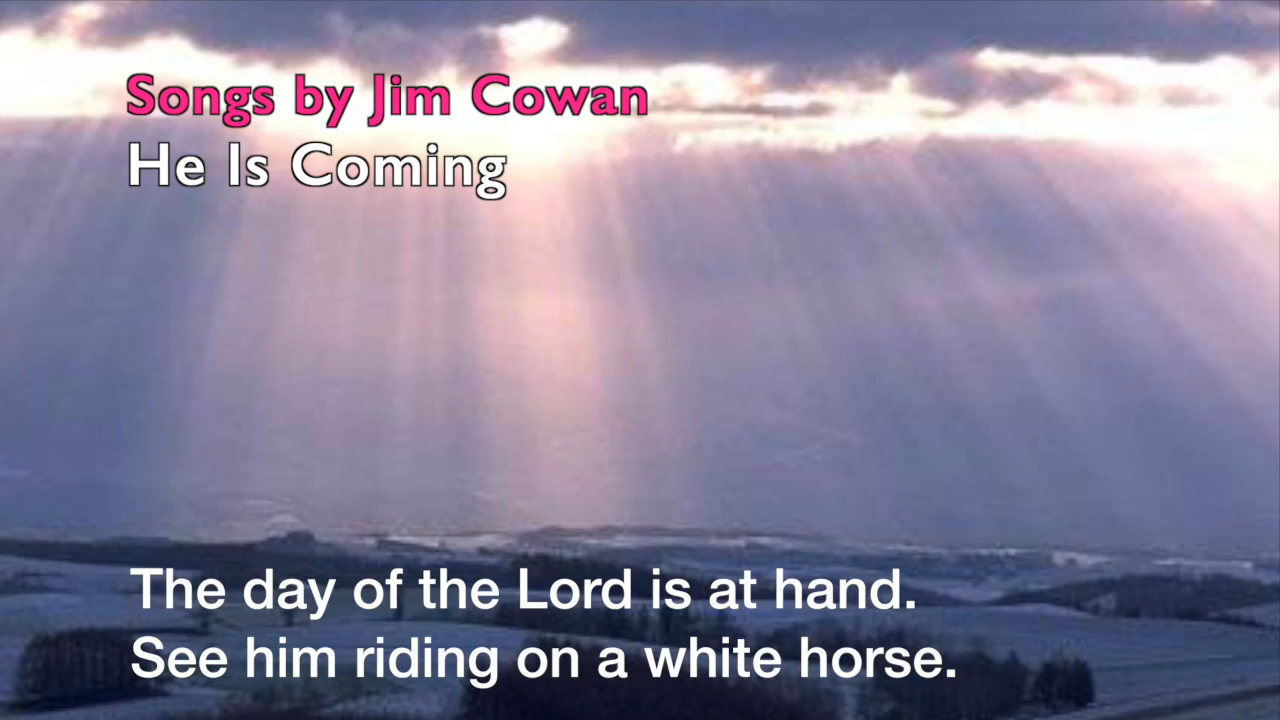 Songs by Jim Cowan
He Is Coming
The day of the Lord is at hand.
See him riding on a white horse.